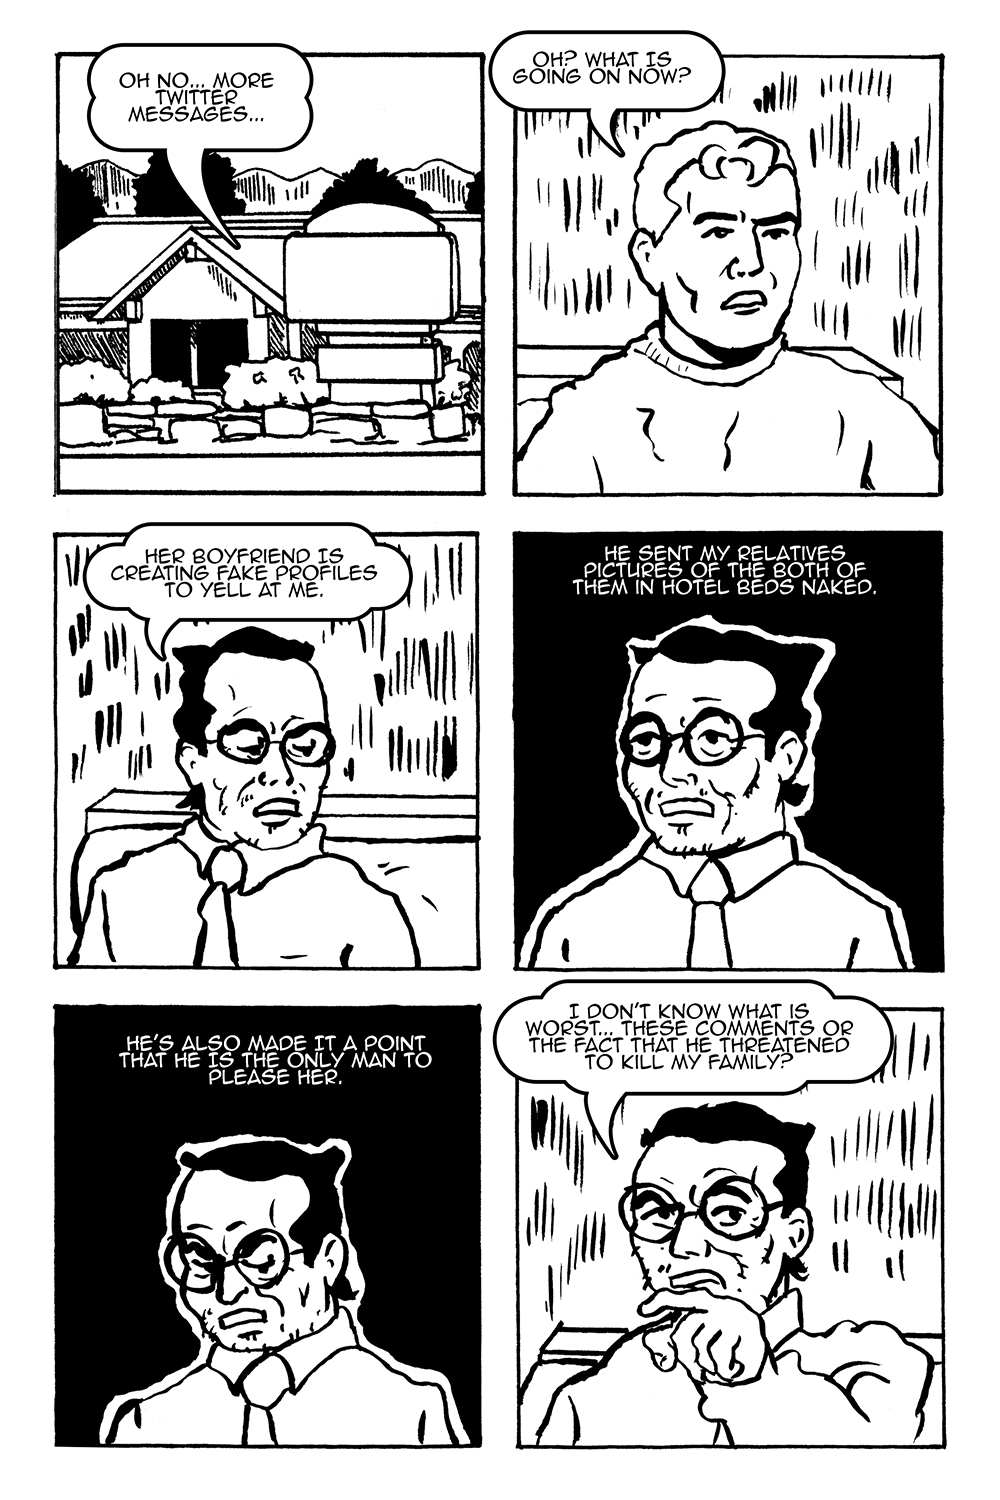 OH NO... MORE
TWITTER
MESSAGES...
OH? WHAT IS
GOING ON NOW?
HER BOYFRIEND IS
CREATING FAKE PROFILES
TO YELL AT ME.
HE SENT MY RELATIVES
PICTURES OF THE BOTH OF
THEM IN HOTEL BEDS NAKED.
HE'S ALSO MADE IT A POINT
THAT HE IS THE ONLY MAN TO
PLEASE HER.
I DON'T KNOW WHAT IS
WORST... THESE COMMENTS OR
THE FACT THAT HE THREATENED
TO KILL MY FAMILY?